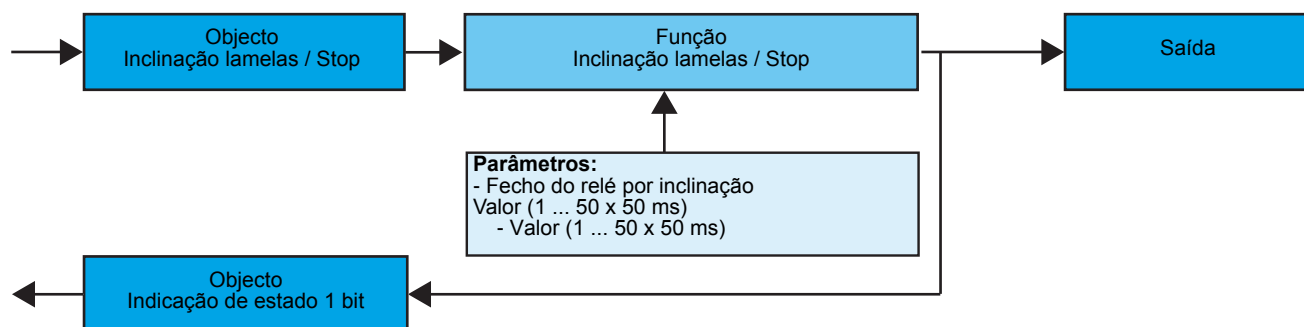 Objecto
Inclinação lamelas / Stop
Função
Inclinação lamelas / Stop
Saída
Parâmetros:
- Fecho do relé por inclinação
Valor (1 ... 50 x 50 ms)
- Valor (1 ... 50 x 50 ms)
Objecto
Indicação de estado 1 bit